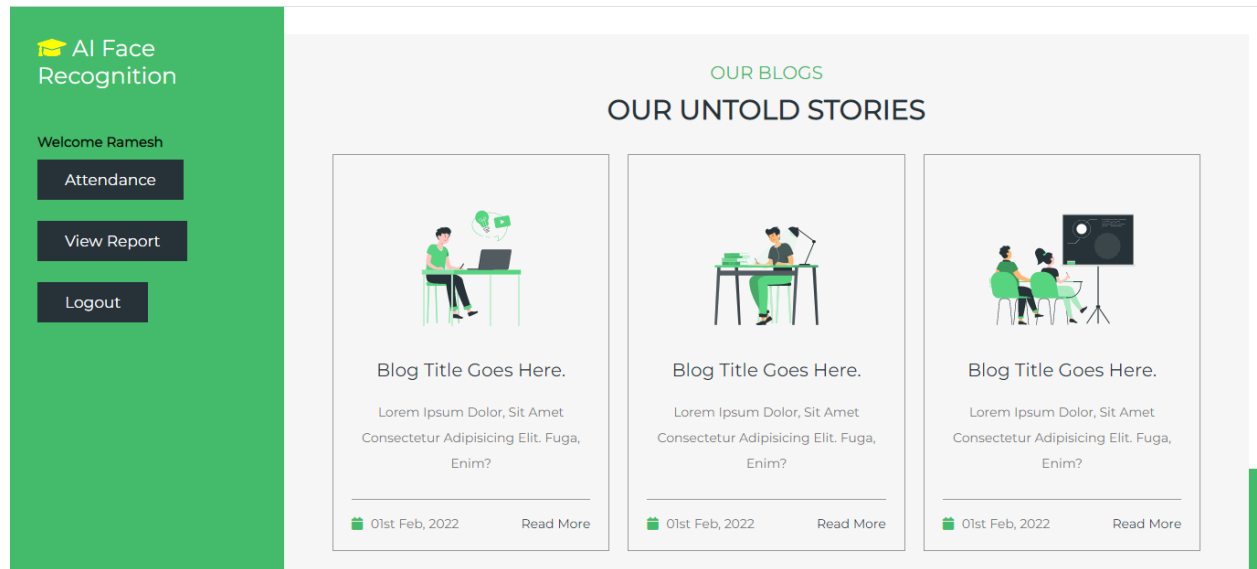 AI Face
Recognition
Welcome Ramesh
Attendance
View Report
Logout
OUR BLOGS
OUR UNTOLD STORIES
Blog Title Goes Here.
Lorem Ipsum Dolor, Sit Amet
Consectetur Adipisicing Elit. Fuga,
Enim?
01st Feb, 2022 Read More
Blog Title Goes Here.
Lorem Ipsum Dolor, Sit Amet
Consectetur Adipisicing Elit. Fuga,
Enim?
01st Feb, 2022 Read More
Blog Title Goes Here.
Lorem Ipsum Dolor, Sit Amet
Consectetur Adipisicing Elit. Fuga,
Enim?
01st Feb, 2022 Read More